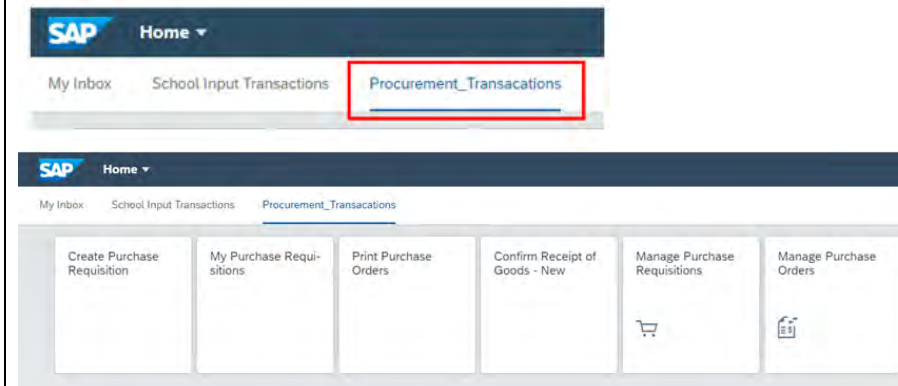 SAP Home
My Inbox School Input Transactions Procurement_Transacations
SAP Home
My Inbox School Input Transactions Procurement_Transacations
Create Purchase
Requisition
My Purchase Requi-
sitions
Print Purchase
Orders
Confirm Receipt of
Goods - New
Manage Purchase
Requisitions
Manage Purchase
Orders